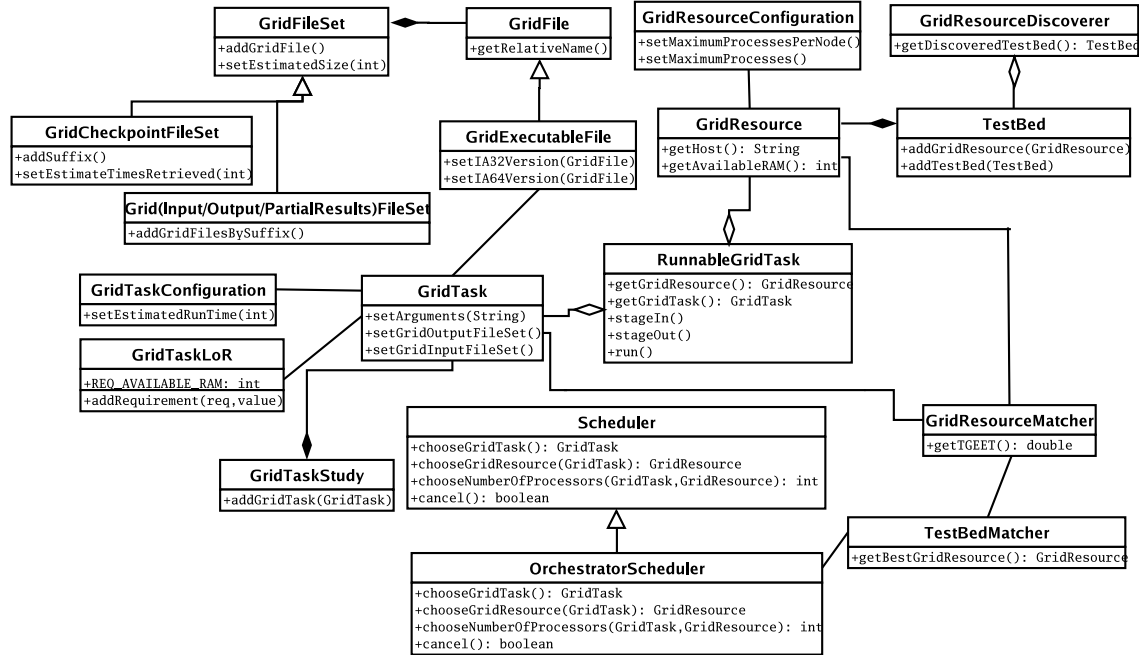 GridFileSet
+addGridFile()
+setEstimatedSize(int)
GridFile
+getRelativeName()
GridResourceConfiguration
+setMaximumProcessesPerNode()
+setMaximumProcesses()
GridResourceDiscoverer
+getDiscoveredTestBed(): TestBed
GridCheckpointFileSet
+addSuffix()
+setEstimateTimesRetrieved(int)
GridExecutableFile
+setIA32Version(GridFile)
+setIA64Version(GridFile)
GridResource
+getHost(): String
+getAvailableRAM(): int
TestBed
+addGridResource(GridResource)
+addTestBed(TestBed)
Grid(Input/Output/PartialResults)FileSet
+addGridFilesBySuffix()
GridTaskConfiguration
+setEstimatedRunTime(int)
GridTask
+setArguments(String)
+setGridOutputFileSet()
+setGridInputFileSet()
RunnableGridTask
+getGridResource(): GridResource
+getGridTask(): GridTask
+stageIn()
+stageOut()
+run()
GridTaskLoR
+REQ_AVAILABLE_RAM: int
+addRequirement(req,value)
GridTaskStudy
+addGridTask(GridTask)
Scheduler
+chooseGridTask(): GridTask
+chooseGridResource(GridTask): GridResource
+chooseNumberOfProcessors(GridTask,GridResource): int
+cancel(): boolean
GridResourceMatcher
+getTGEET(): double
TestBedMatcher
+getBestGridResource(): GridResource
OrchestratorScheduler
+chooseGridTask(): GridTask
+chooseGridResource(GridTask): GridResource
+chooseNumberOfProcessors(GridTask,GridResource): int
+cancel(): boolean